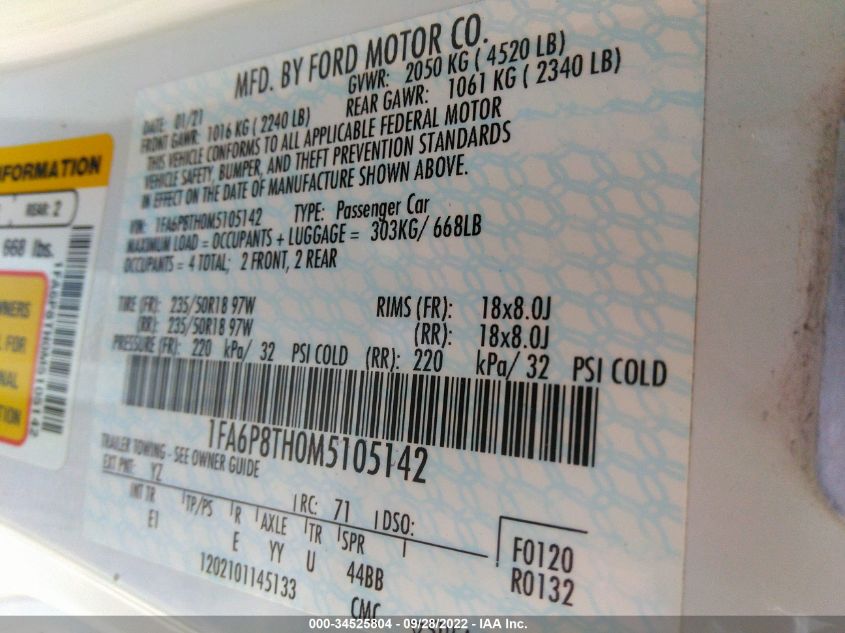 MFD. BY FORD MOTOR CO.
DATE: 01/21 GVWR: 2050 KG ( 4520 LB)
FRONT GAWR: 1016 KG ( 2240 LB) REAR GAWR: 1061 KG ( 2340 LB)
THIS VEHICLE CONFORMS TO ALL APPLICABLE FEDERAL MOTOR
VEHICLE SAFETY, BUMPER, AND THEFT PREVENTION STANDARDS
IN EFFECT ON THE DATE OF MANUFACTURE SHOWN ABOVE.
VIN: 1FA6P8TH0M5105142 TYPE: Passenger Car
MAXIMUM LOAD = OCCUPANTS + LUGGAGE = 303KG/ 668LB
OCCUPANTS = 4 TOTAL; 2 FRONT, 2 REAR
TIRE (FR): 235/50R18 97W RIMS (FR): 18x8.0J
(RR): 235/50R18 97W (RR): 18x8.0J
PRESSURE (FR): 220 kPa/ 32 PSI COLD (RR): 220 kPa/ 32 PSI COLD
1FA6P8TH0M5105142
TRAILER TOWING - SEE OWNER GUIDE
EXT PNT: YZ RC: 71 DSO:
INT TR TP/PS R AXLE TR SPR
EI E YY U 44BB
F0120
R0132
1202101145133
CMC
REAR: 2
668 lbs.
1FA6P8TH0M5105142
FOR
000-34525804 - 09/28/2022 - IAA Inc.